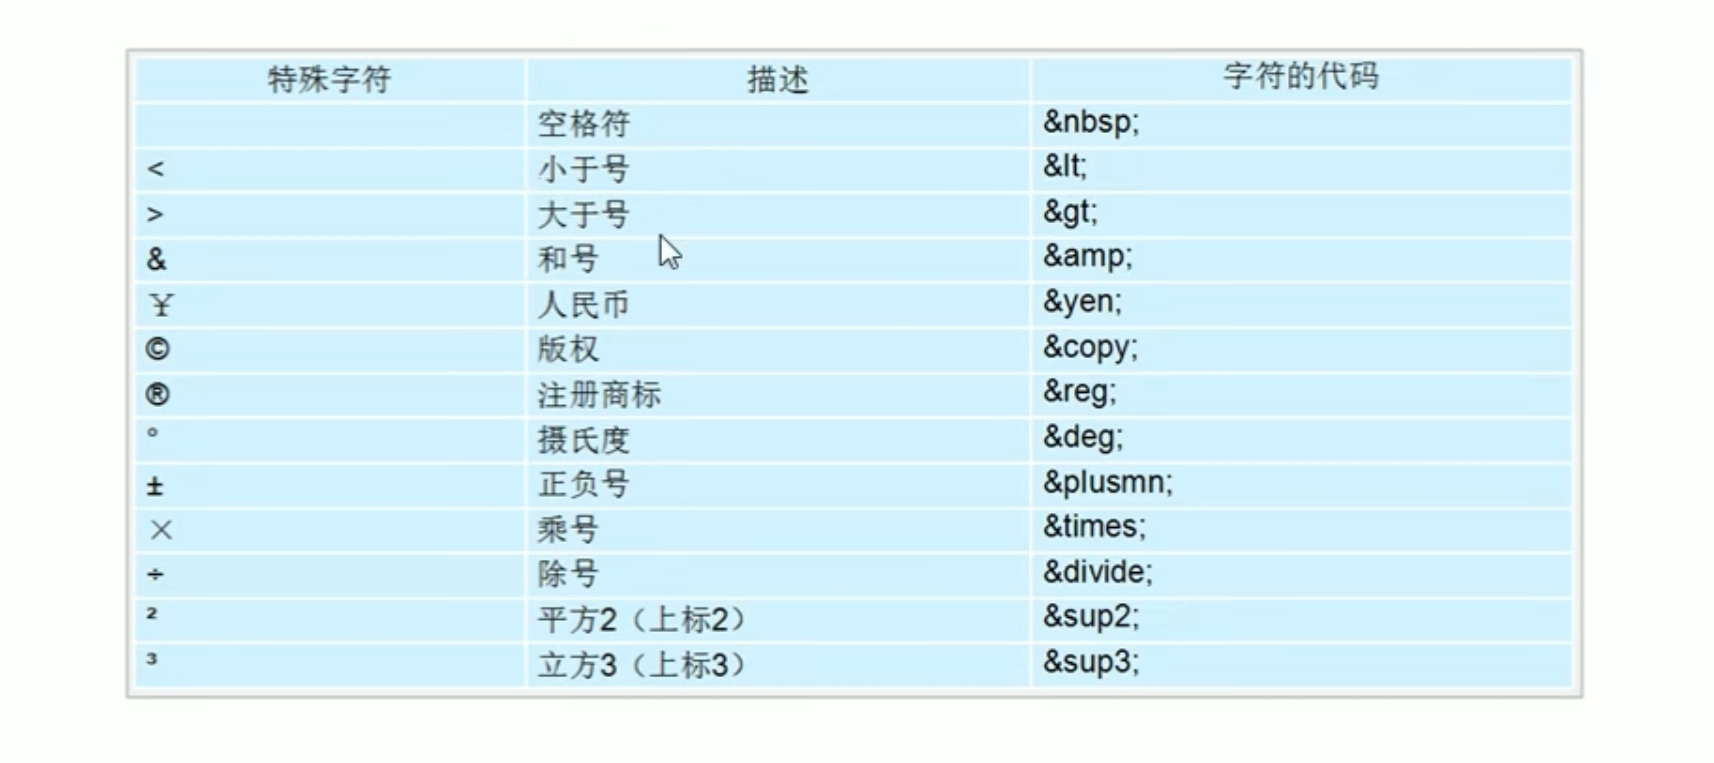 特殊字符 描述 字符的代码
空格符 &nbsp;
< 小于号 &lt;
> 大于号 &gt;
& 和号 &amp;
¥ 人民币 &yen;
© 版权 &copy;
® 注册商标 &reg;
° 摄氏度 &deg;
± 正负号 &plusmn;
× 乘号 &times;
÷ 除号 &divide;
² 平方2（上标2） &sup2;
³ 立方3（上标3） &sup3;